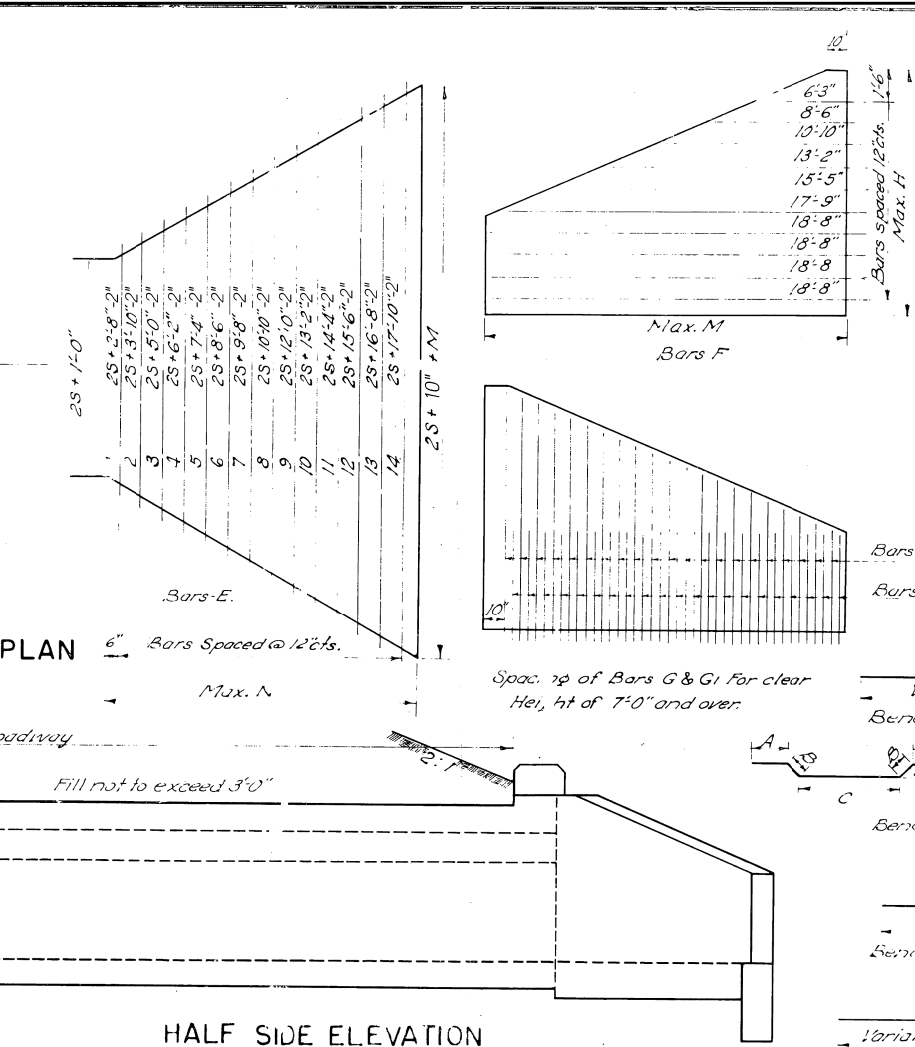 10'
6'-3"
8'-6"
10'-10"
13'-2"
15'-5"
17'-9"
18'-8"
18'-8"
18'-8
18'-8"
1'-6"
Bars spaced 12"cts.
Max. H
Max. M
Bars F
2S + 1'-0"
2S + 2'-8"-2"
2S + 3'-10"-2"
2S + 5'-0"-2"
2S + 6'-2"-2"
2S + 7'-4"-2"
2S + 8'-6"-2"
2S + 9'-8"-2"
2S + 10'-10"-2"
2S + 12'-0"-2"
2S + 13'-2"-2"
2S + 14'-4"-2"
2S + 15'-6"-2"
2S + 16'-8"-2"
2S + 17'-10"-2"
2S + 10" + M
1
2
3
4
5
6
7
8
9
10
11
12
13
14
Bars-E.
PLAN
6"
Bars Spaced @ 12"cts.
Max. N
Bars
Bars
10"
Spac ng of Bars G & G1 For clear
Hei ht of 7'-0" and over.
Bend
oadway
2:1
Fill not to exceed 3'-0"
A
B
B
C
Bend
Bend
Varia
HALF SIDE ELEVATION